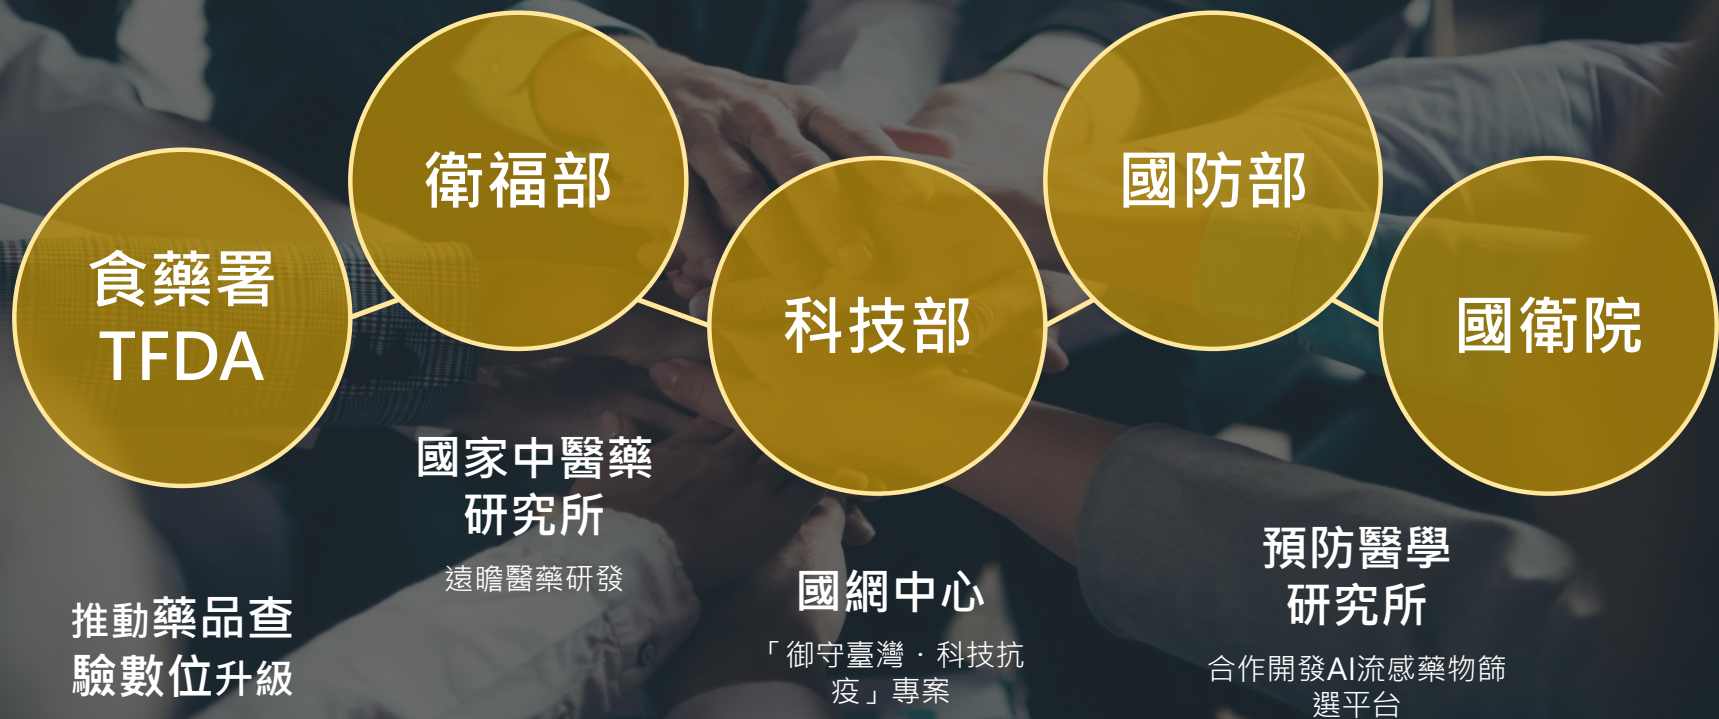 食藥署
TFDA
推動藥品查
驗數位升級
衛福部
國家中醫藥
研究所
遠瞻醫藥研發
科技部
國網中心
「御守臺灣．科技抗
疫」專案
國防部
預防醫學
研究所
合作開發AI流感藥物篩
選平台
國衛院